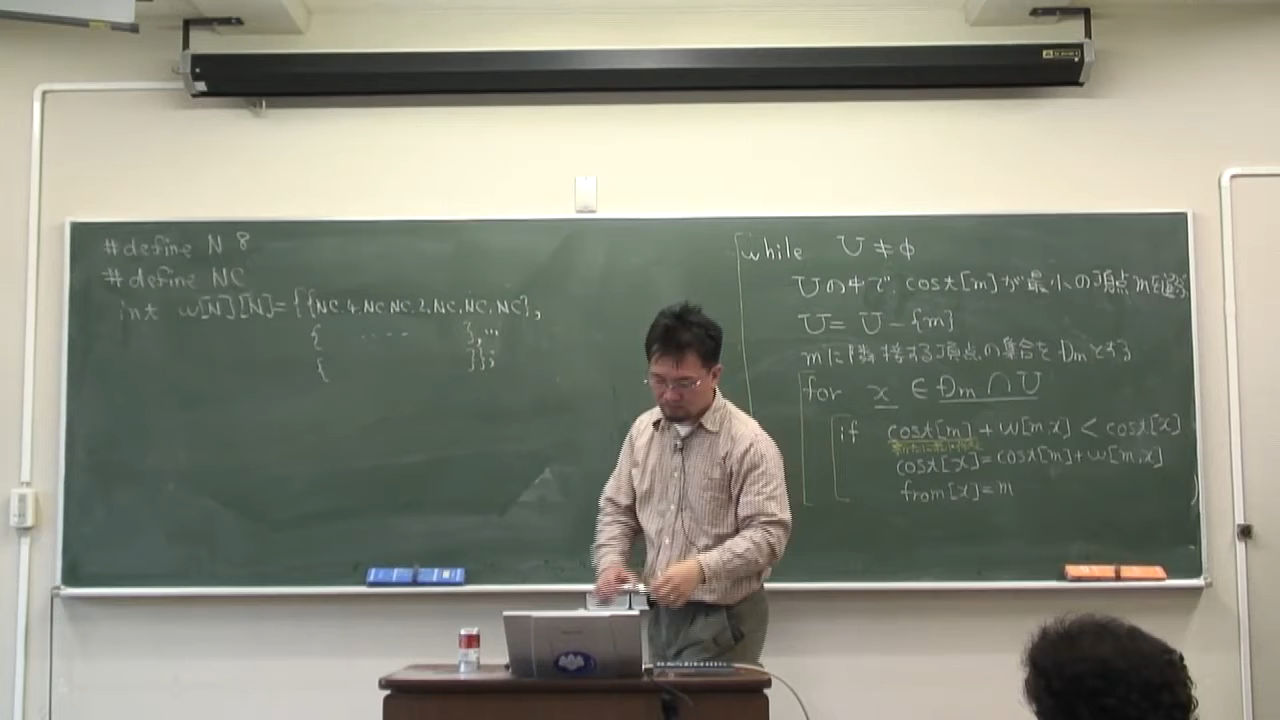 #define N 8
#define NC
int w[N][N]={{NC.4.NC NC.2,NC,NC,NC},
{ .... },...
{ }};
while U ≠ φ
Uの中で, cost[m]が最小の頂点mを選ぶ
U= U-{m}
mに隣接する頂点の集合をDmとする
for x ∈ Dm ∩ U
if cost[m] + w[m,x] < cost[x]
cost[x]=cost[m]+w[m,x]
from[x]=m